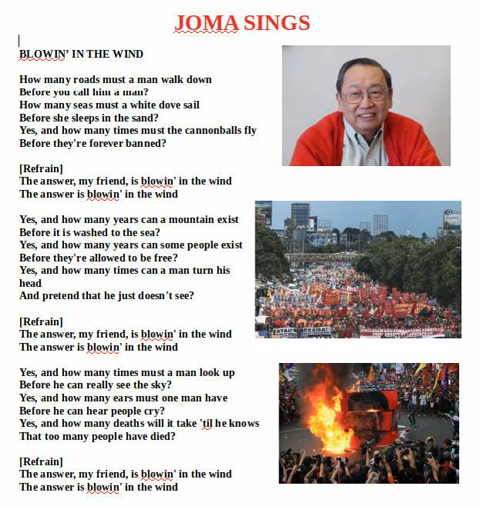 JOMA SINGS
BLOWIN' IN THE WIND
How many roads must a man walk down
Before you call him a man?
How many seas must a white dove sail
Before she sleeps in the sand?
Yes, and how many times must the cannonballs fly
Before they're forever banned?
[Refrain]
The answer, my friend, is blowin' in the wind
The answer is blowin' in the wind
Yes, and how many years can a mountain exist
Before it is washed to the sea?
Yes, and how many years can some people exist
Before they're allowed to be free?
Yes, and how many times can a man turn his
head
And pretend that he just doesn't see?
[Refrain]
The answer, my friend, is blowin' in the wind
The answer is blowin' in the wind
Yes, and how many times must a man look up
Before he can really see the sky?
Yes, and how many ears must one man have
Before he can hear people cry?
Yes, and how many deaths will it take 'til he knows
That too many people have died?
[Refrain]
The answer, my friend, is blowin' in the wind
The answer is blowin' in the wind